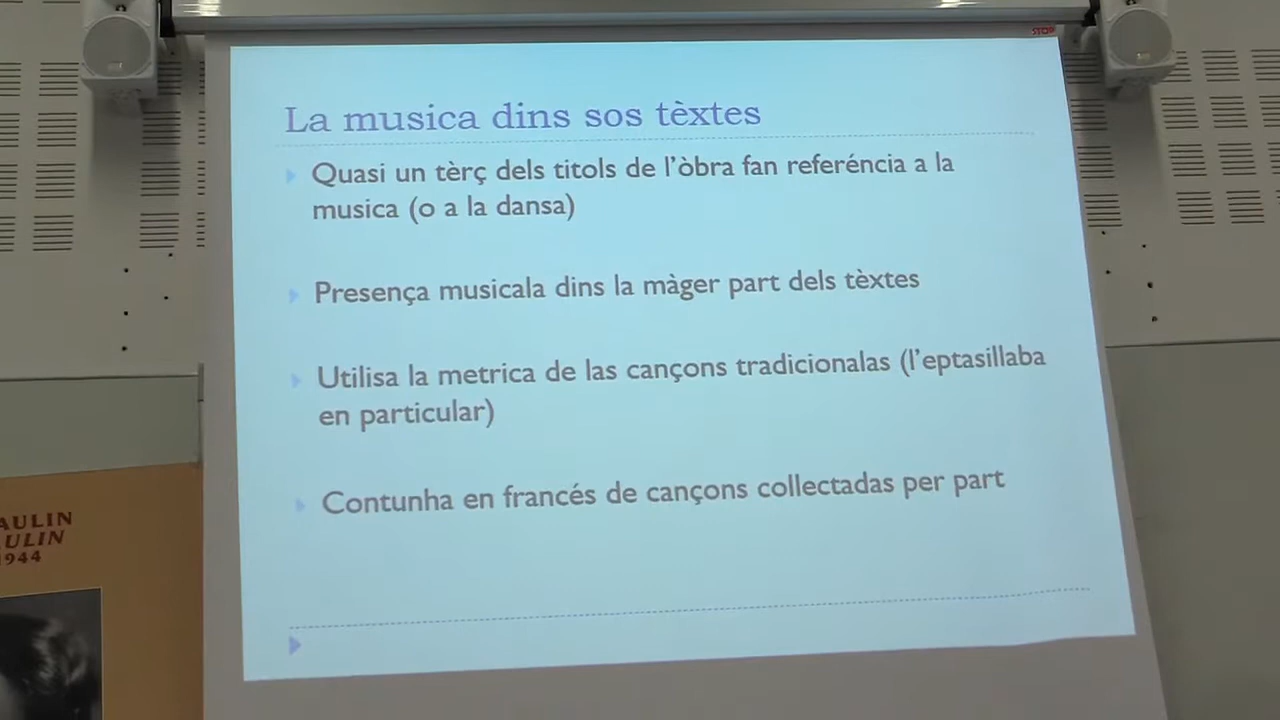 STOP
La musica dins sos tèxtes
Quasi un tèrç dels titols de l'òbra fan referéncia a la
musica (o a la dansa)
Presença musicala dins la màger part dels tèxtes
Utilisa la metrica de las cançons tradicionalas (l'eptasillaba
en particular)
Contunha en francés de cançons collectadas per part
AULIN
ULIN
1944